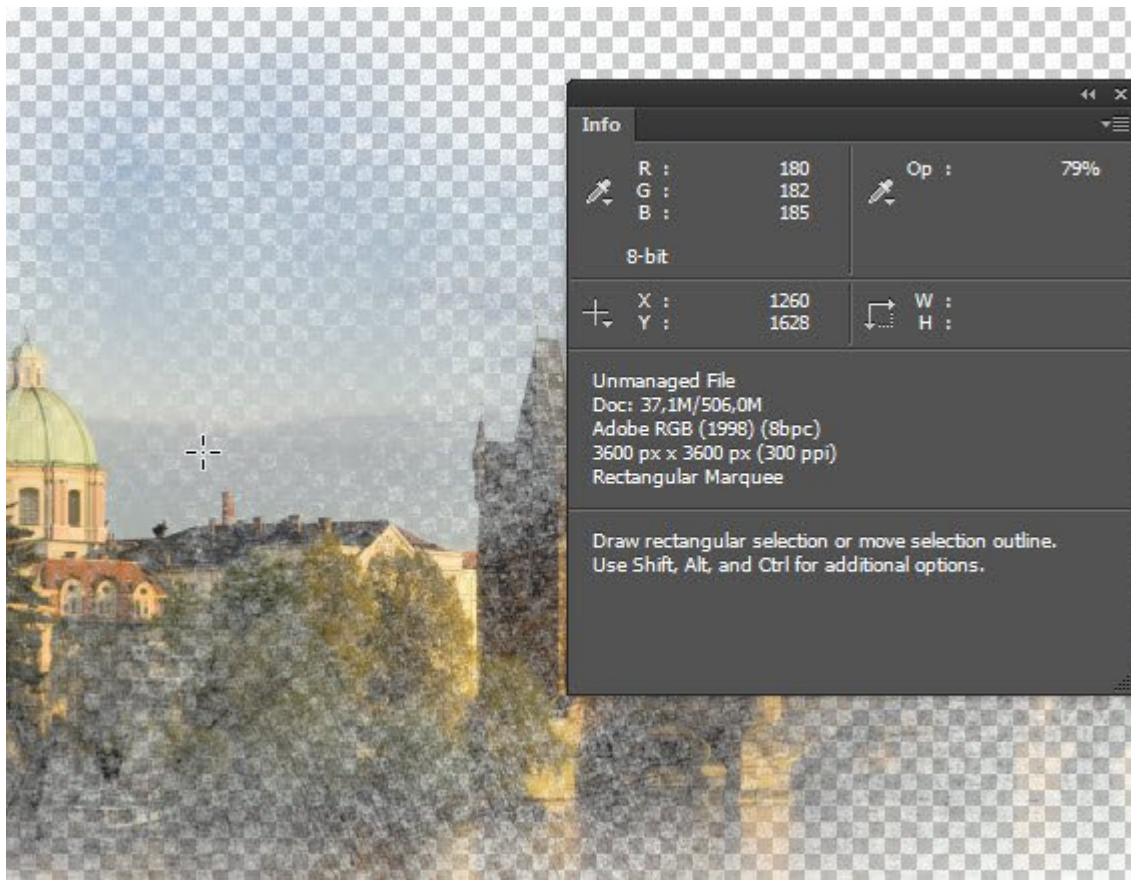 Info
R : 180
G : 182
B : 185
8-bit
Op : 79%
X : 1260
Y : 1628
W :
H :
Unmanaged File
Doc: 37,1M/506,0M
Adobe RGB (1998) (8bpc)
3600 px x 3600 px (300 ppi)
Rectangular Marquee
Draw rectangular selection or move selection outline.
Use Shift, Alt, and Ctrl for additional options.